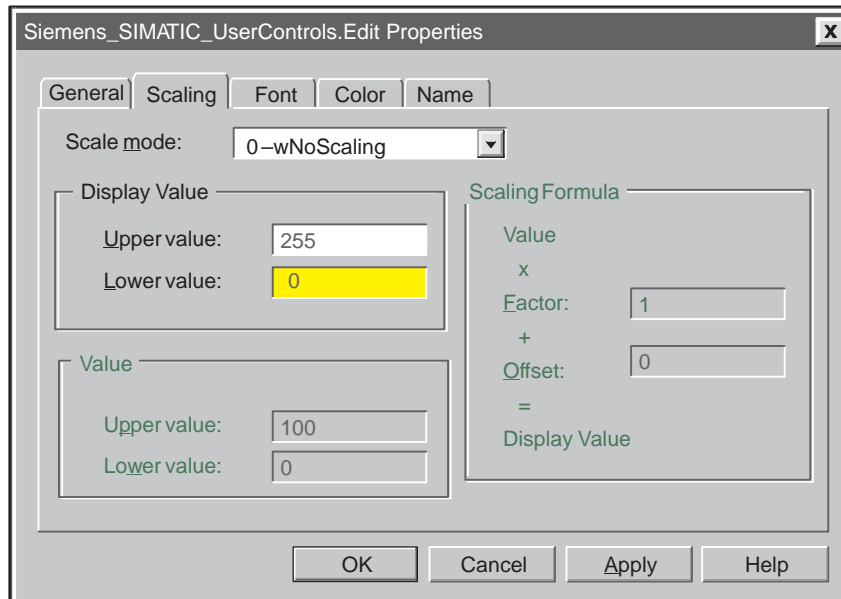 Siemens_SIMATIC_UserControls.Edit Properties
X
General Scaling Font Color Name
Scale mode: 0–wNoScaling
Display Value
Upper value: 255
Lower value: 0
Value
Upper value: 100
Lower value: 0
Scaling Formula
Value
x
Factor: 1
+
Offset: 0
=
Display Value
OK Cancel Apply Help